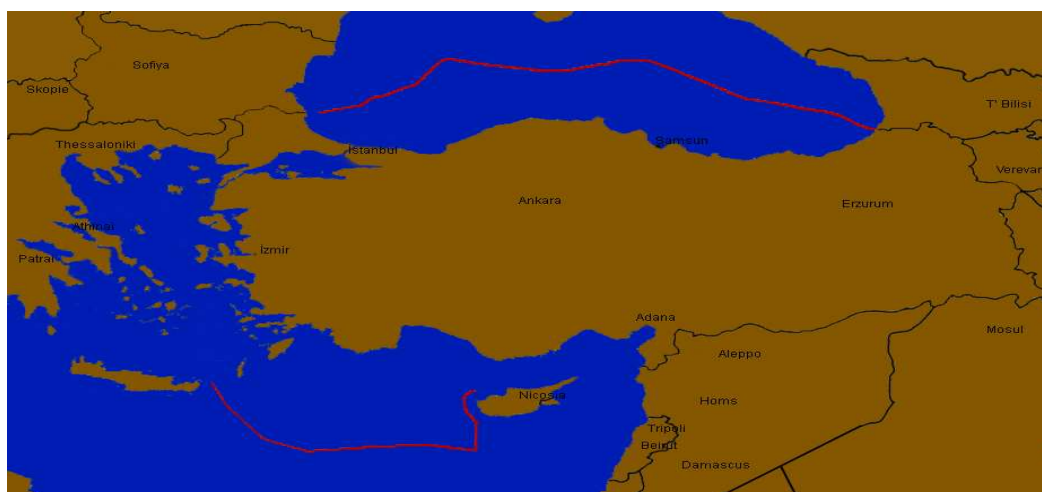 Sofiya
Skopie
T' Bilisi
Thessaloniki
Istanbul
Samsun
Yerevan
Ankara
Erzurum
Athinai
Izmir
Patrai
Adana
Mosul
Aleppo
Nicosia
Homs
Tripoli
Beirut
Damascus